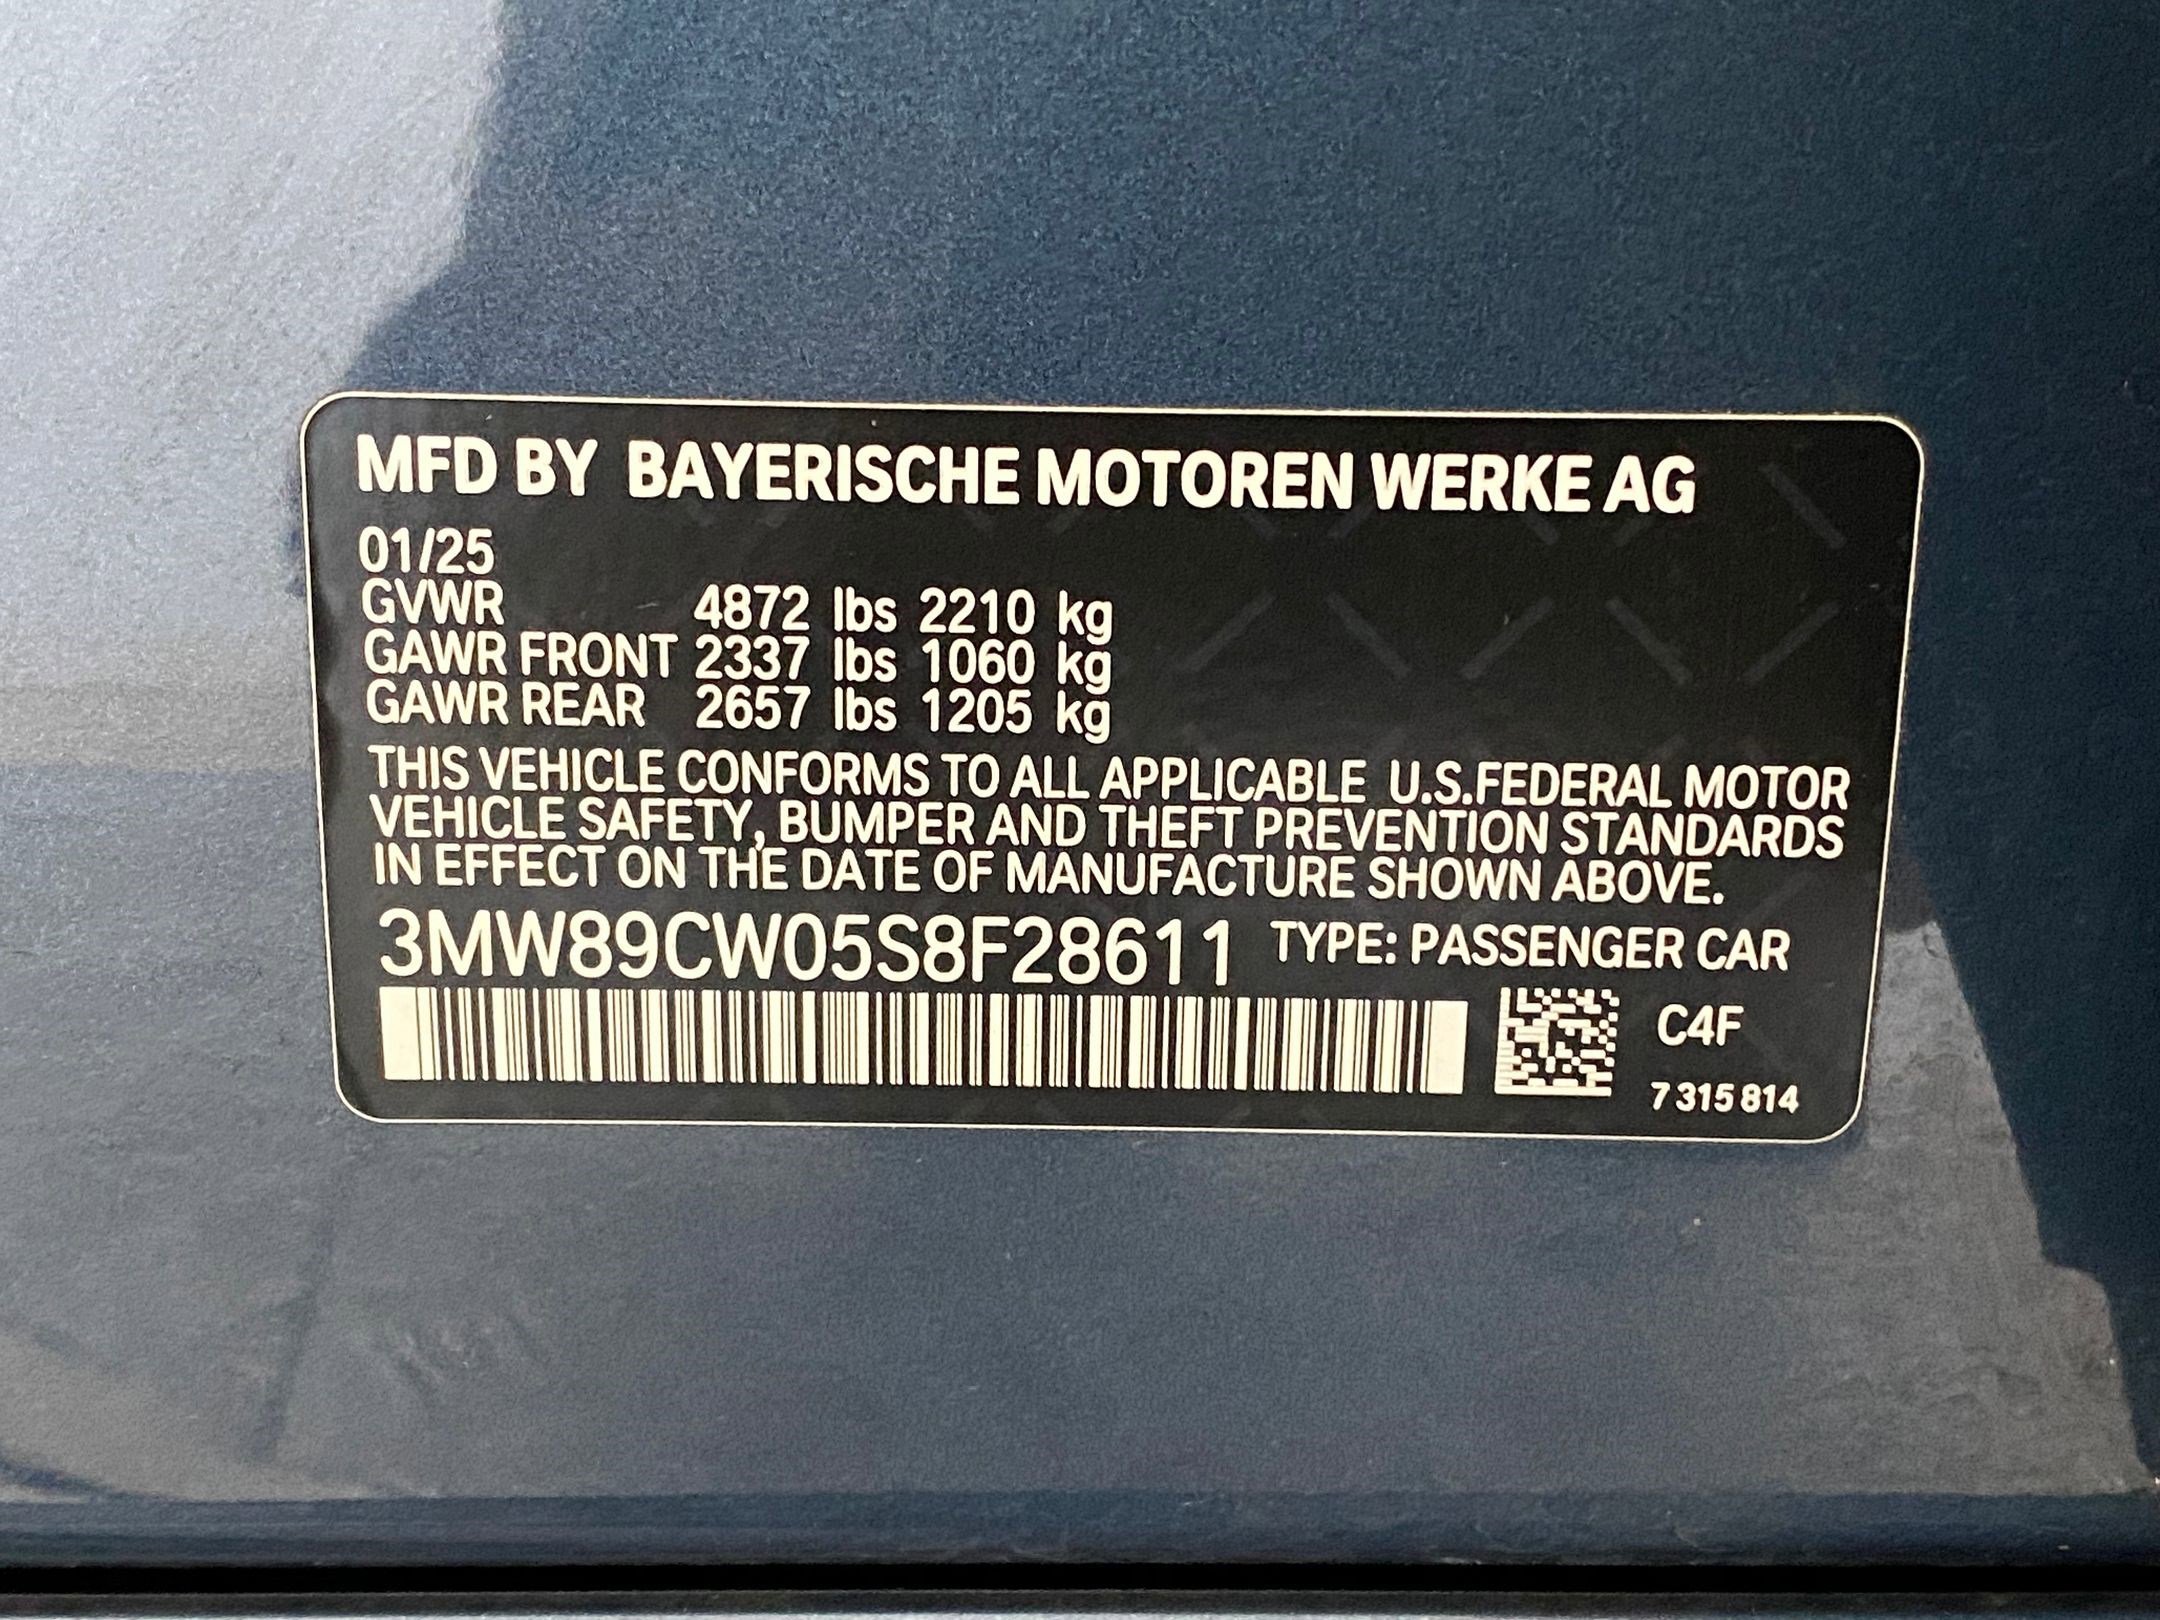 MFD BY BAYERISCHE MOTOREN WERKE AG
01/25
GVWR 4872 lbs 2210 kg
GAWR FRONT 2337 lbs 1060 kg
GAWR REAR 2657 lbs 1205 kg
THIS VEHICLE CONFORMS TO ALL APPLICABLE U.S.FEDERAL MOTOR
VEHICLE SAFETY, BUMPER AND THEFT PREVENTION STANDARDS
IN EFFECT ON THE DATE OF MANUFACTURE SHOWN ABOVE.
3MW89CW05S8F28611 TYPE: PASSENGER CAR
C4F
7 315 814